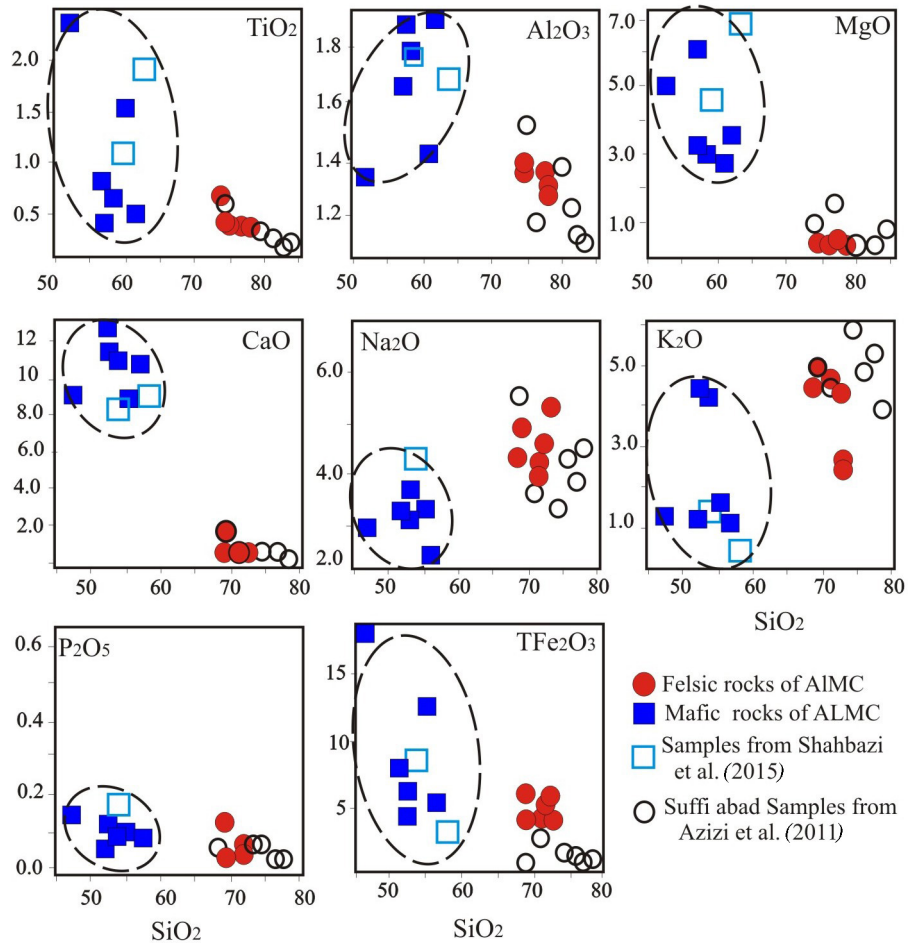 TiO₂
2.0
1.5
1.0
0.5
50 60 70 80
Al₂O₃
1.8
1.6
1.4
1.2
50 60 70 80
MgO
7.0
5.0
3.0
1.0
50 60 70 80
CaO
12
10
8.0
6.0
2.0
50 60 70 80
Na₂O
6.0
4.0
2.0
50 60 70 80
K₂O
5.0
3.0
1.0
50 60 70 80
SiO₂
P₂O₅
0.6
0.4
0.2
0.0
50 60 70 80
SiO₂
TFe₂O₃
15
10
5
50 60 70 80
SiO₂
Felsic rocks of AlMC
Mafic rocks of ALMC
Samples from Shahbazi
et al. (2015)
Suffi abad Samples from
Azizi et al. (2011)